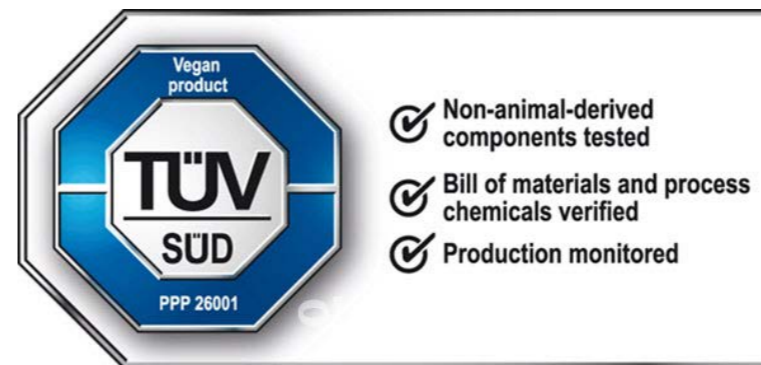 Vegan
product
TÜV
SÜD
PPP 26001
Non-animal-derived
components tested
Bill of materials and process
chemicals verified
Production monitored